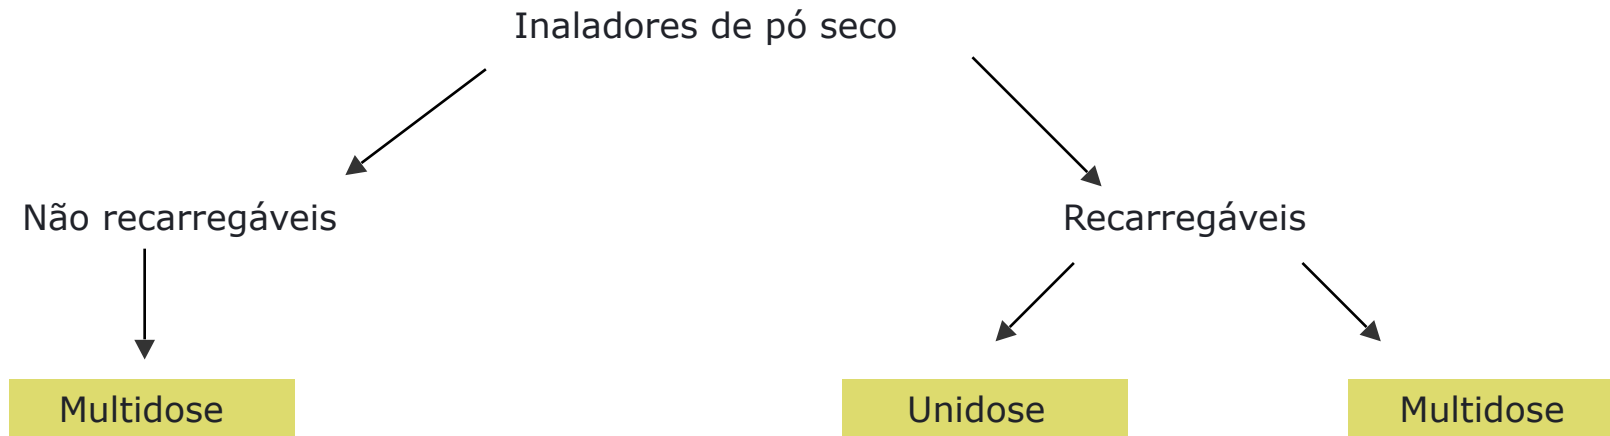 Inaladores de pó seco
Não recarregáveis
Recarregáveis
Multidose
Unidose
Multidose